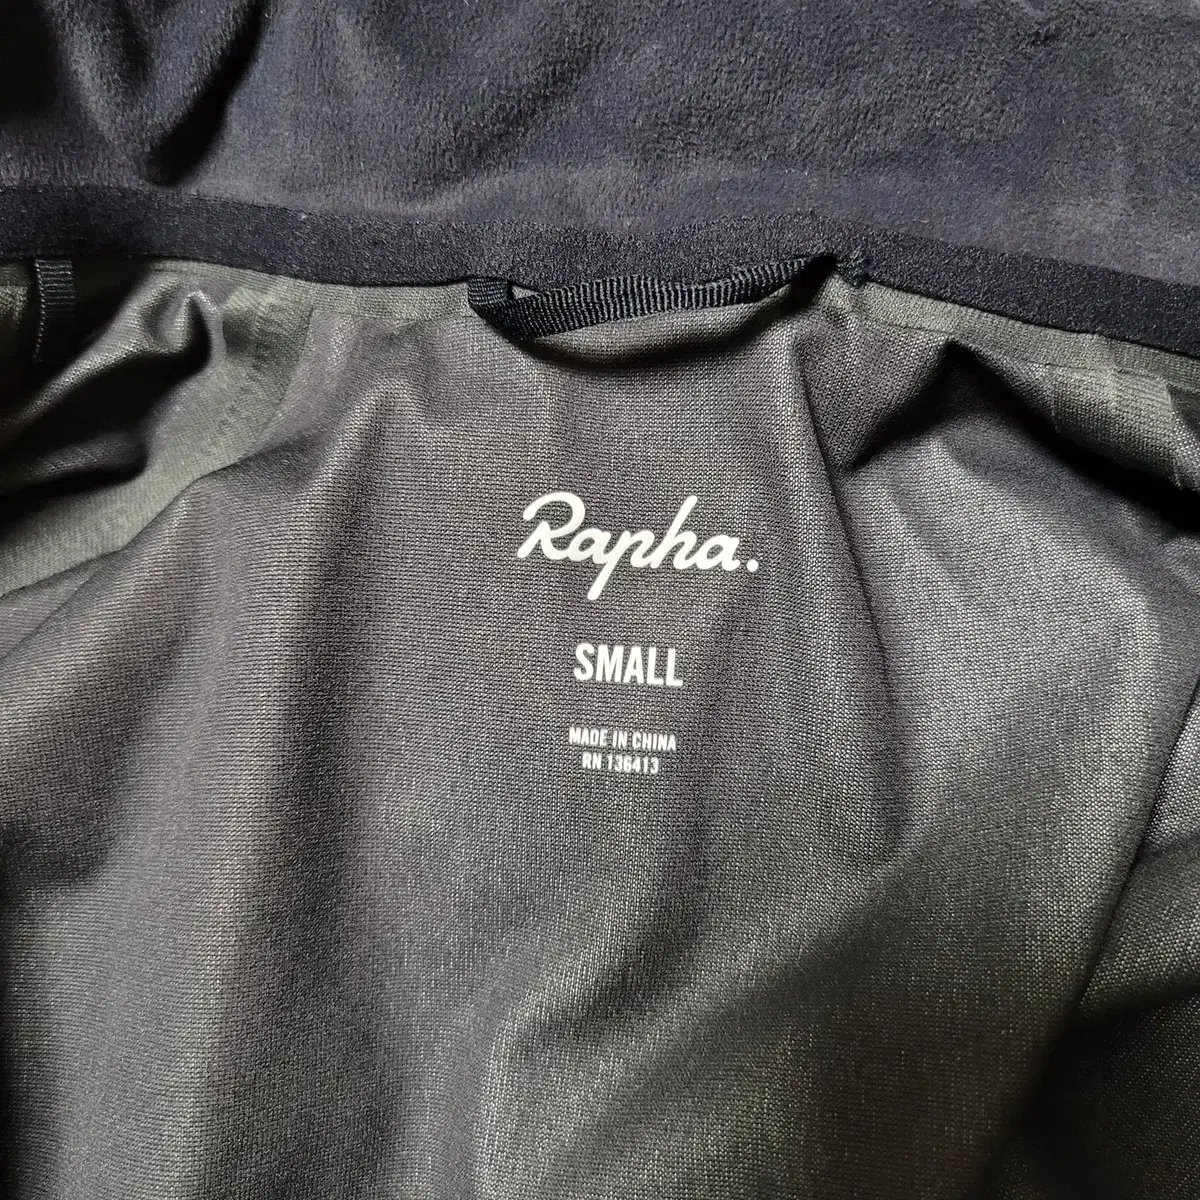 Rapha.
SMALL
MADE IN CHINA
RN 136413